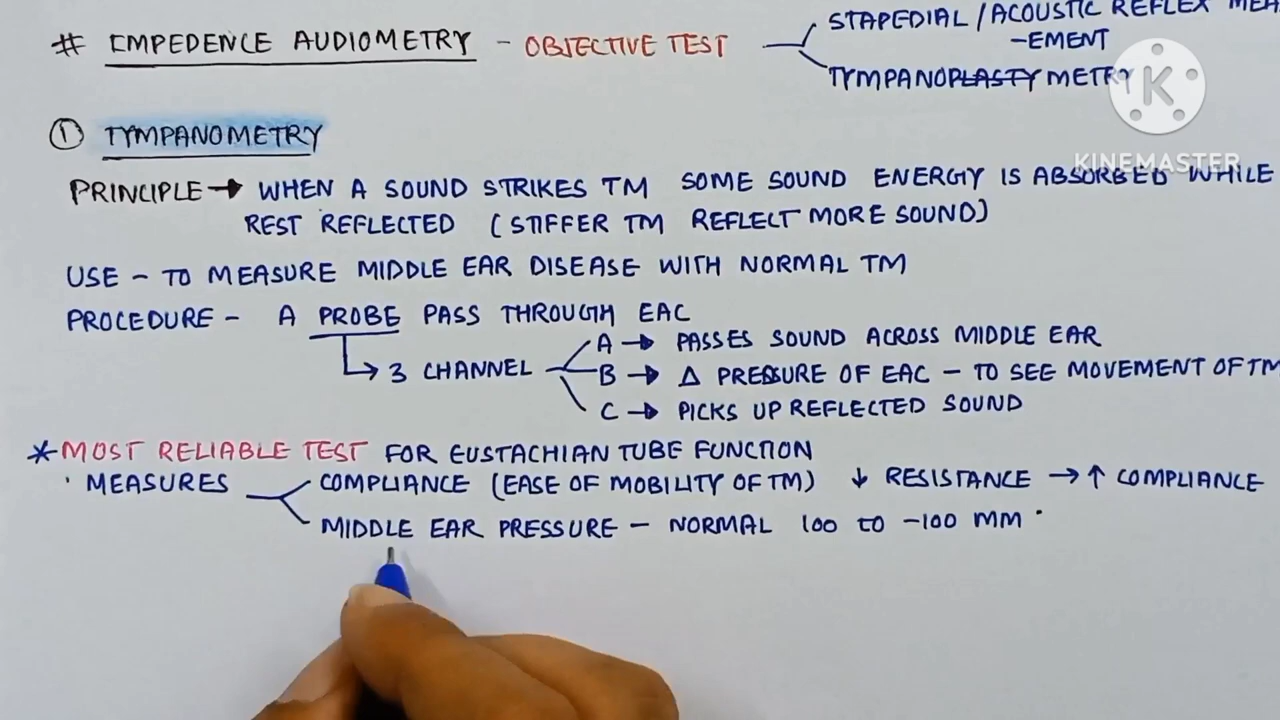 STAPEDIAL / ACOUSTIC REFLEX MEA
-EMENT
# IMPEDENCE AUDIOMETRY - OBJECTIVE TEST
TYMPANOPLASTY METRY
KINEMASTER
① TYMPANOMETRY
PRINCIPLE → WHEN A SOUND STRIKES TM SOME SOUND ENERGY IS ABSORBED WHILE
REST REFLECTED (STIFFER TM REFLECT MORE SOUND)
USE - TO MEASURE MIDDLE EAR DISEASE WITH NORMAL TM
PROCEDURE - A PROBE PASS THROUGH EAC
A → PASSES SOUND ACROSS MIDDLE EAR
↳ 3 CHANNEL B → Δ PRESSURE OF EAC - TO SEE MOVEMENT OF TM
C → PICKS UP REFLECTED SOUND
* MOST RELIABLE TEST FOR EUSTACHIAN TUBE FUNCTION
MEASURES COMPLIANCE (EASE OF MOBILITY OF TM) ↓ RESISTANCE → ↑ COMPLIANCE
MIDDLE EAR PRESSURE - NORMAL 100 to -100 MM